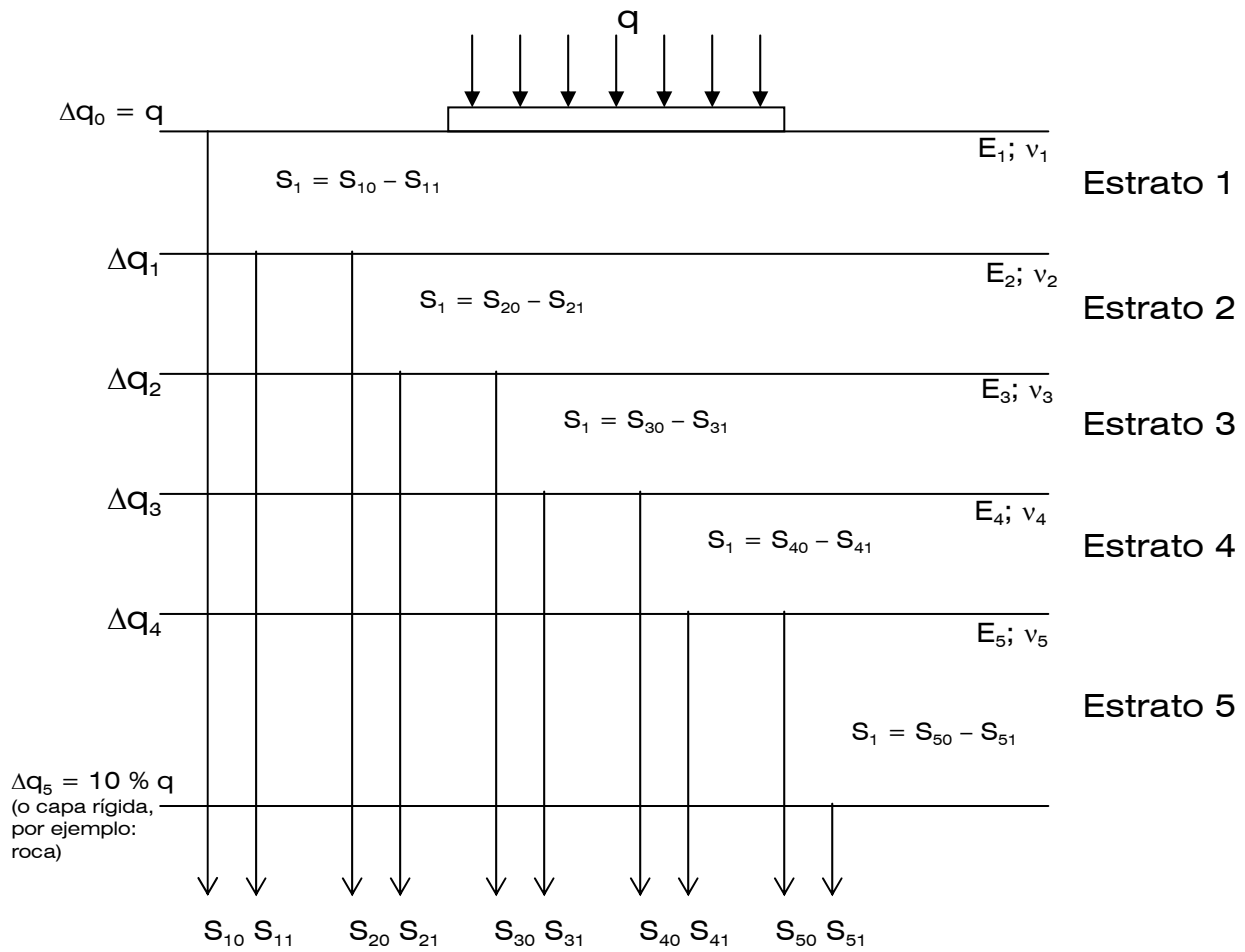 q
Δq₀ = q
E₁; ν₁
S₁ = S₁₀ – S₁₁
Estrato 1
Δq₁
E₂; ν₂
S₁ = S₂₀ – S₂₁
Estrato 2
Δq₂
E₃; ν₃
S₁ = S₃₀ – S₃₁
Estrato 3
Δq₃
E₄; ν₄
S₁ = S₄₀ – S₄₁
Estrato 4
Δq₄
E₅; ν₅
Estrato 5
S₁ = S₅₀ – S₅₁
Δq₅ = 10 % q
(o capa rígida,
por ejemplo:
roca)
S₁₀ S₁₁ S₂₀ S₂₁ S₃₀ S₃₁ S₄₀ S₄₁ S₅₀ S₅₁